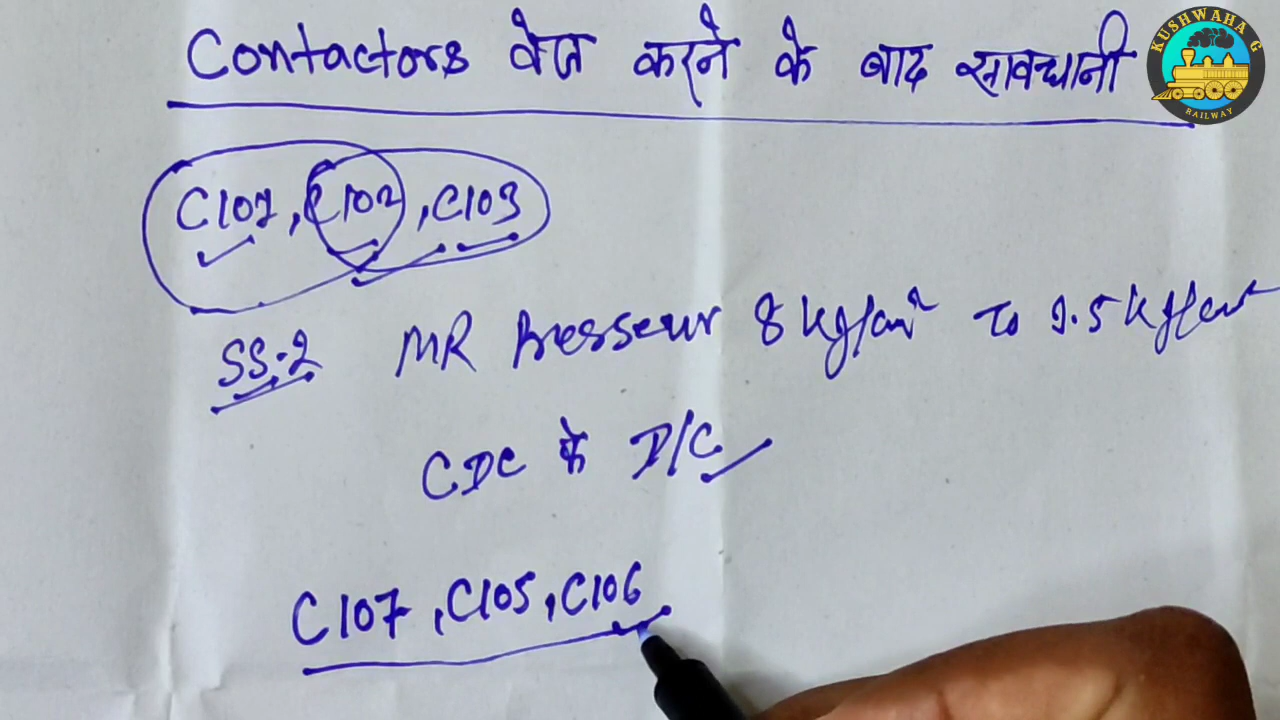 Contactors वेज करने के बाद सावधानी
KUSHWAHA G
RAILWAY
C107, C102, C103
SS-2 MR Presseur 8 kg/cm² To 9.5 kg/cm²
CDC के D/C
C107, C105, C106